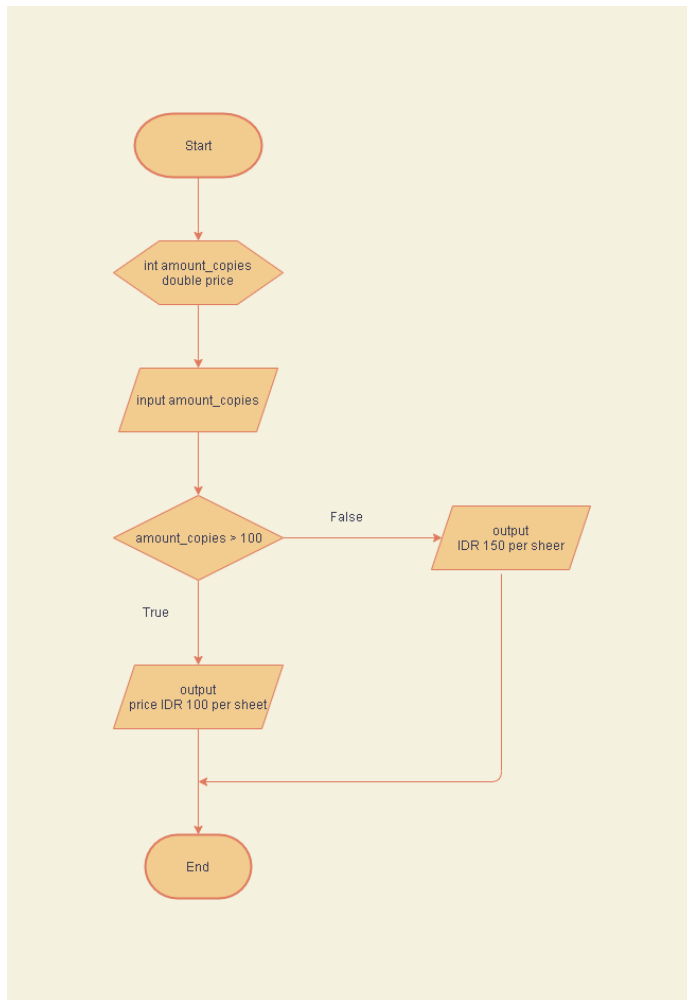 Start
int amount_copies
double price
input amount_copies
amount_copies > 100
False
output
IDR 150 per sheer
True
output
price IDR 100 per sheet
End